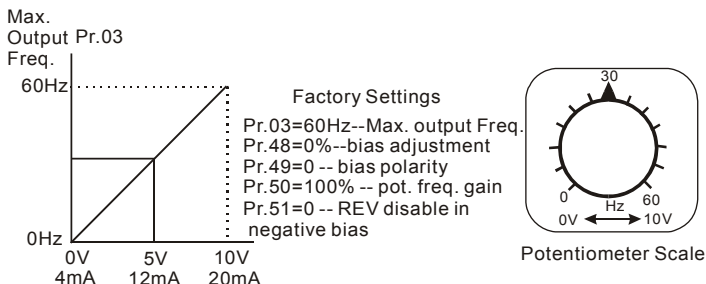 Max.
Output Pr.03
Freq.
60Hz
0Hz
0V 5V 10V
4mA 12mA 20mA
Factory Settings
Pr.03=60Hz--Max. output Freq.
Pr.48=0%--bias adjustment
Pr.49=0 -- bias polarity
Pr.50=100% -- pot. freq. gain
Pr.51=0 -- REV disable in
negative bias
30
0 60
Hz
0V 10V
Potentiometer Scale